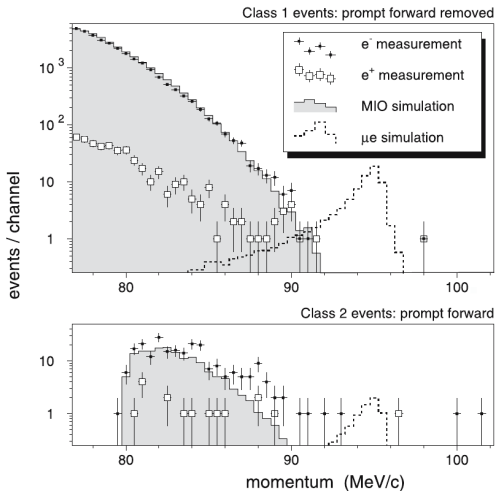 Class 1 events: prompt forward removed
e⁻ measurement
e⁺ measurement
MIO simulation
μe simulation
10³
10²
10
1
events / channel
80
90
100
Class 2 events: prompt forward
10
1
80
90
100
momentum (MeV/c)